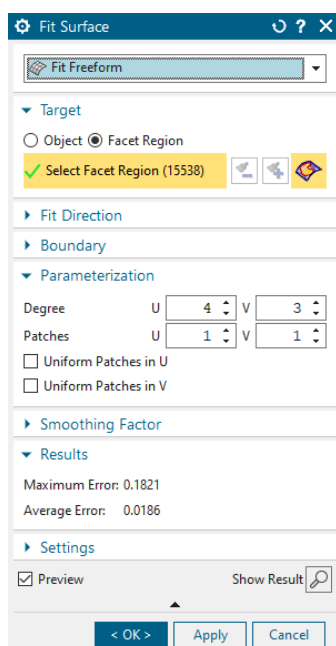 Fit Surface
Fit Freeform
Target
Object Facet Region
Select Facet Region (15538)
Fit Direction
Boundary
Parameterization
Degree U 4 V 3
Patches U 1 V 1
Uniform Patches in U
Uniform Patches in V
Smoothing Factor
Results
Maximum Error: 0.1821
Average Error: 0.0186
Settings
Preview Show Result
< OK > Apply Cancel